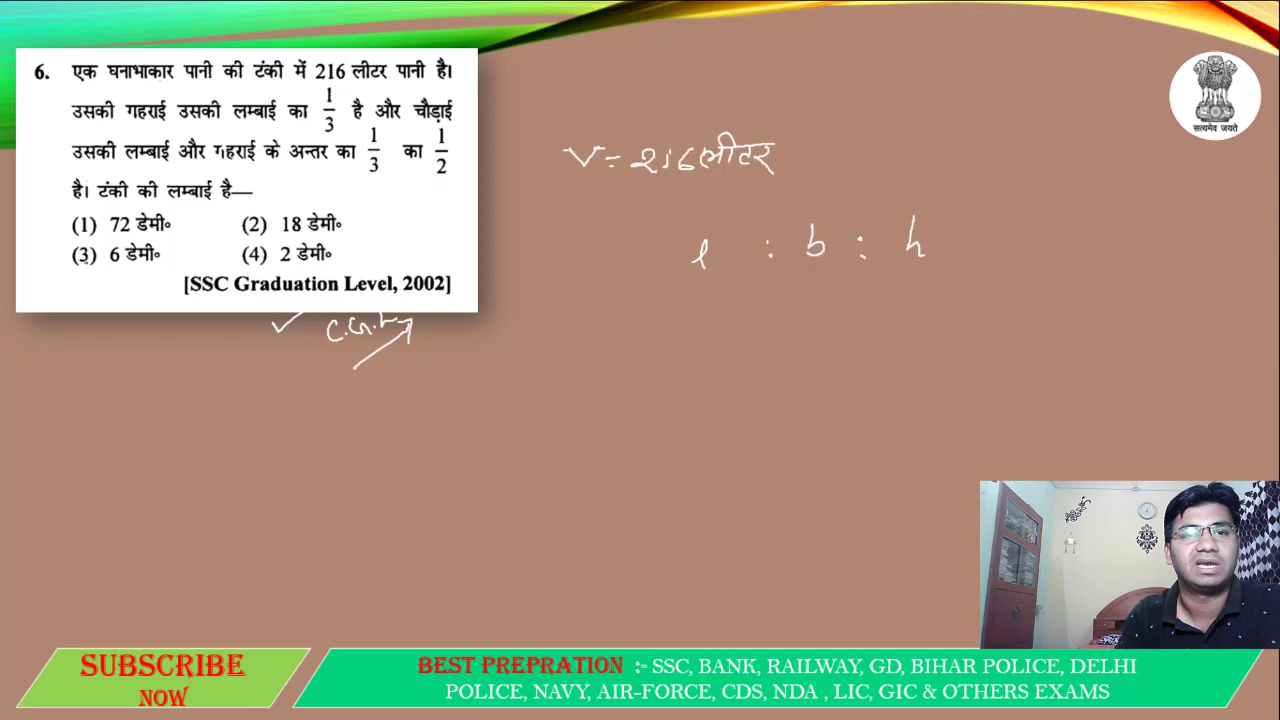 6. एक घनाभाकार पानी की टंकी में 216 लीटर पानी है।
उसकी गहराई उसकी लम्बाई का 1/3 है और चौड़ाई
उसकी लम्बाई और गहराई के अन्तर का 1/3 का 1/2
है। टंकी की लम्बाई है—
(1) 72 डेमी॰ (2) 18 डेमी॰
(3) 6 डेमी॰ (4) 2 डेमी॰
[SSC Graduation Level, 2002]
C.G.L
V = 216 लीटर
l : b : h
सत्यमेव जयते
SUBSCRIBE
NOW
BEST PREPRATION :- SSC, BANK, RAILWAY, GD, BIHAR POLICE, DELHI
POLICE, NAVY, AIR-FORCE, CDS, NDA , LIC, GIC & OTHERS EXAMS